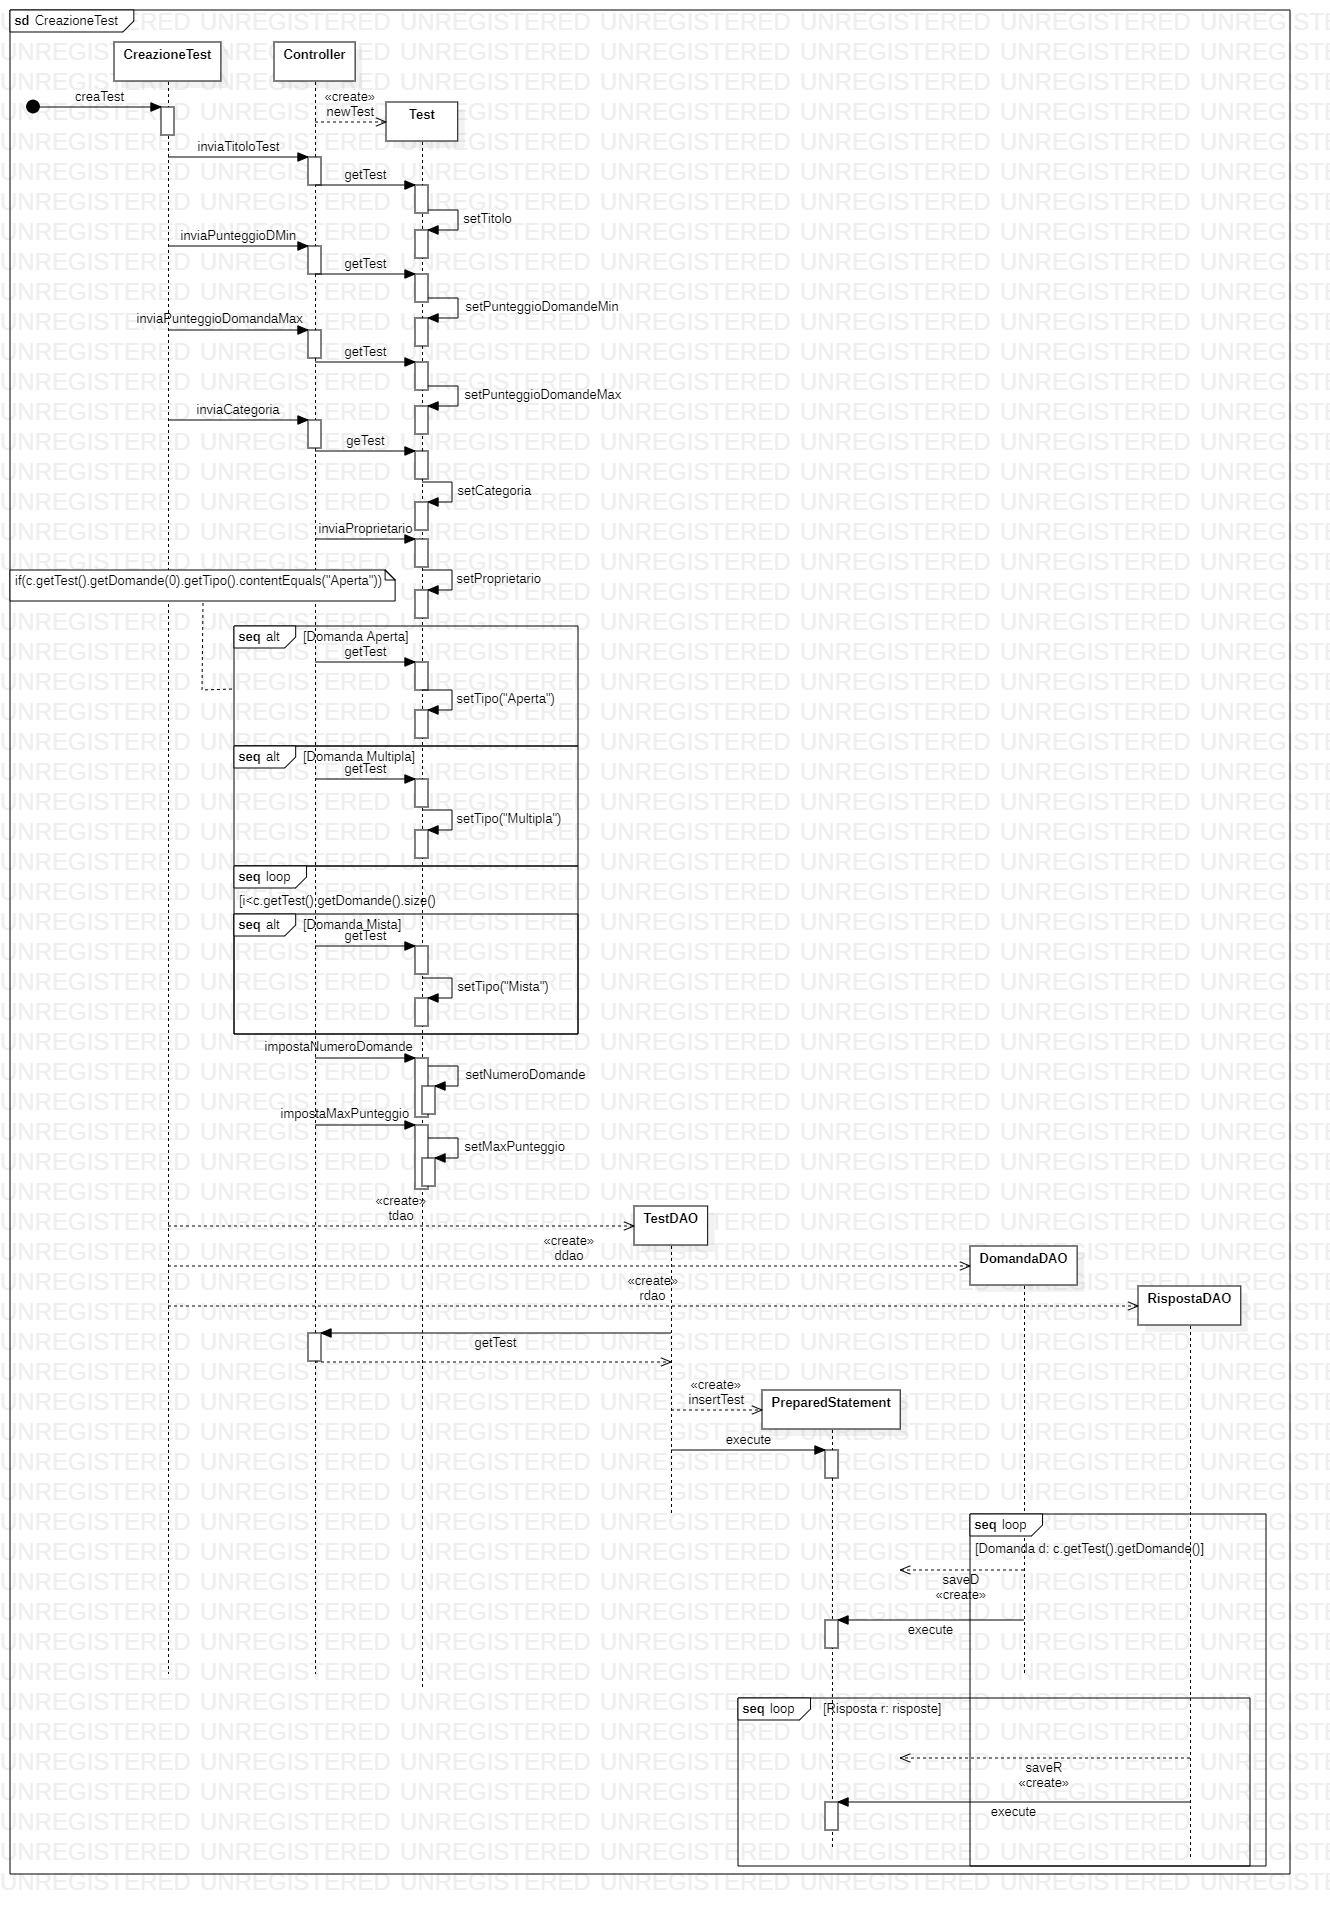 sd CreazioneTest
CreazioneTest
Controller
creaTest
«create»
newTest
Test
inviaTitoloTest
getTest
setTitolo
inviaPunteggioDMin
getTest
setPunteggioDomandeMin
inviaPunteggioDomandaMax
getTest
setPunteggioDomandeMax
inviaCategoria
geTest
setCategoria
inviaProprietario
if(c.getTest().getDomande(0).getTipo().contentEquals("Aperta"))
setProprietario
seq alt [Domanda Aperta]
getTest
setTipo("Aperta")
seq alt [Domanda Multipla]
getTest
setTipo("Multipla")
seq loop
[i<c.getTest().getDomande().size()
seq alt [Domanda Mista]
getTest
setTipo("Mista")
impostaNumeroDomande
setNumeroDomande
impostaMaxPunteggio
setMaxPunteggio
«create»
tdao
TestDAO
«create»
ddao
DomandaDAO
«create»
rdao
RispostaDAO
getTest
«create»
insertTest
PreparedStatement
execute
seq loop
[Domanda d: c.getTest().getDomande()]
saveD
«create»
execute
seq loop [Risposta r: risposte]
saveR
«create»
execute
UNREGISTERED